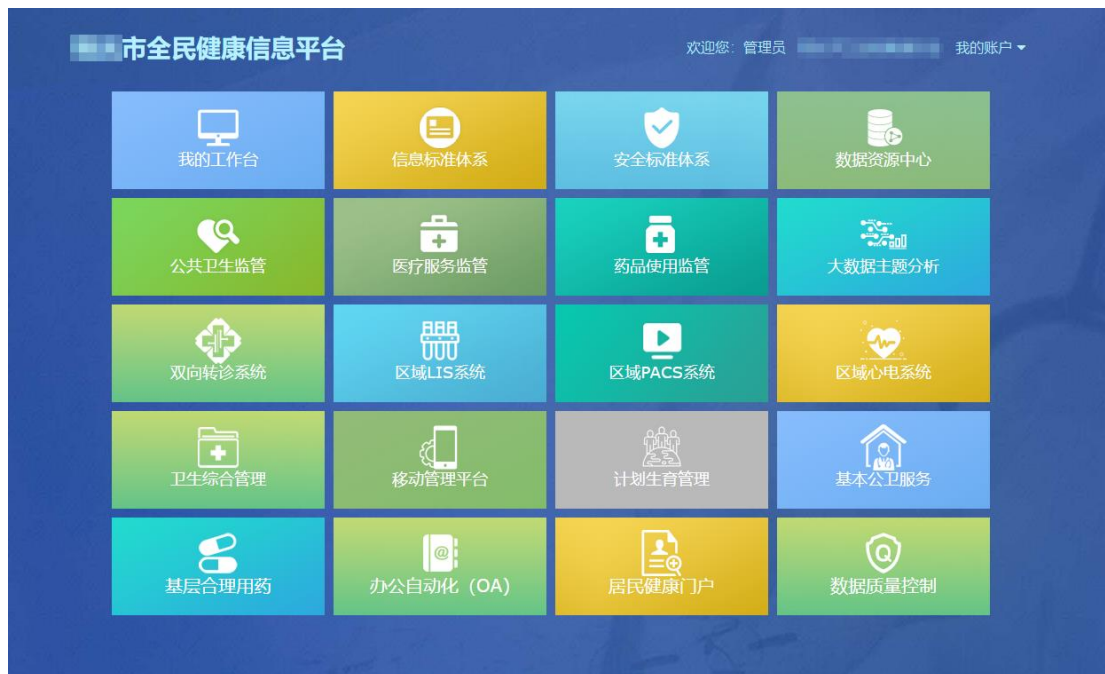 市全民健康信息平台
欢迎您: 管理员 我的账户
我的工作台 信息标准体系 安全标准体系 数据资源中心
公共卫生监管 医疗服务监管 药品使用监管 大数据主题分析
双向转诊系统 区域LIS系统 区域PACS系统 区域心电系统
卫生综合管理 移动管理平台 计划生育管理 基本公卫服务
基层合理用药 办公自动化 (OA) 居民健康门户 数据质量控制